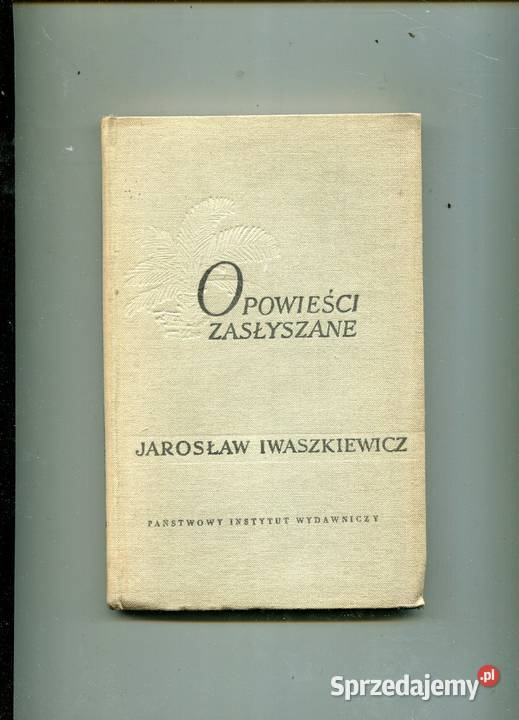 OPOWIEŚCI
ZASŁYSZANE
JAROSŁAW IWASZKIEWICZ
PAŃSTWOWY INSTYTUT WYDAWNICZY
Sprzedajemy.pl